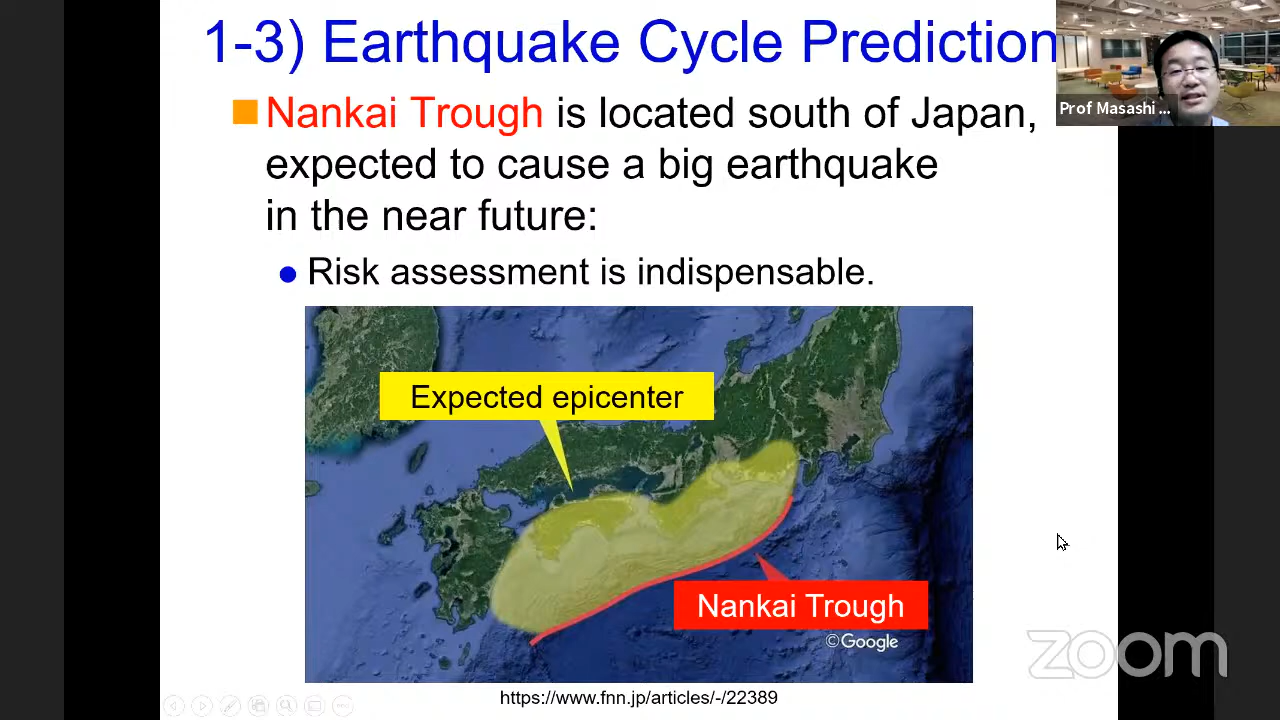 1-3) Earthquake Cycle Prediction
Prof Masashi ...
Nankai Trough is located south of Japan,
expected to cause a big earthquake
in the near future:
Risk assessment is indispensable.
Expected epicenter
Nankai Trough
©Google
zoom
https://www.fnn.jp/articles/-/22389